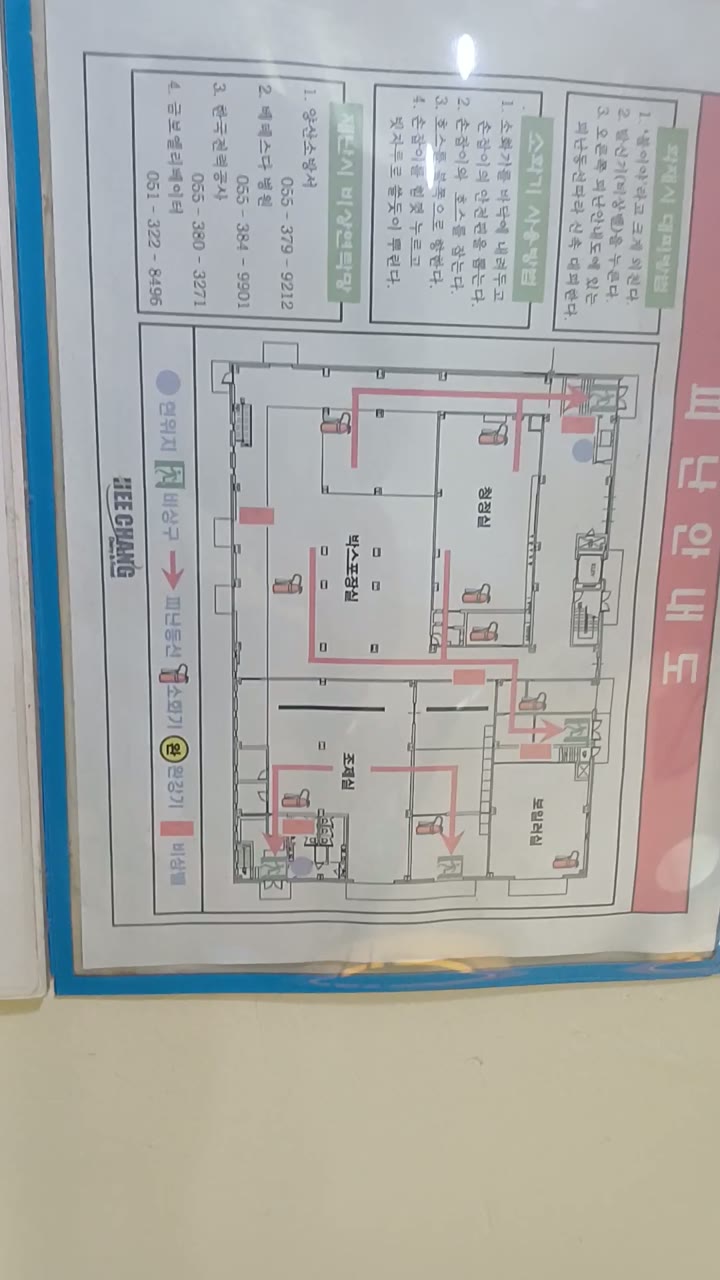 피 난 안 내 도
화재시 대피방법
1. '불이야'라고 크게 외친다.
2. 발신기(비상벨)을 누른다.
3. 오른쪽 피난안내도에 있는
피난동선따라 신속 대피한다.
소화기 사용방법
1. 소화기를 바닥에 내려두고
손잡이의 안전핀을 뽑는다.
2. 손잡이와 호스를 잡는다.
3. 호스를 불쪽으로 향한다.
4. 손잡이를 힘껏 누르고
빗자루로 쓸듯이 뿌린다.
재난시 비상연락망
1. 양산소방서
055 - 379 - 9212
2. 베데스다 병원
055 - 384 - 9901
3. 한국전력공사
055 - 380 - 3271
4. 금보엘리베이터
051 - 322 - 8496
청정실
박스포장실
보일러실
조제실
현위치 비상구 피난동선 소화기 완 완강기 비상벨
HEE CHANG